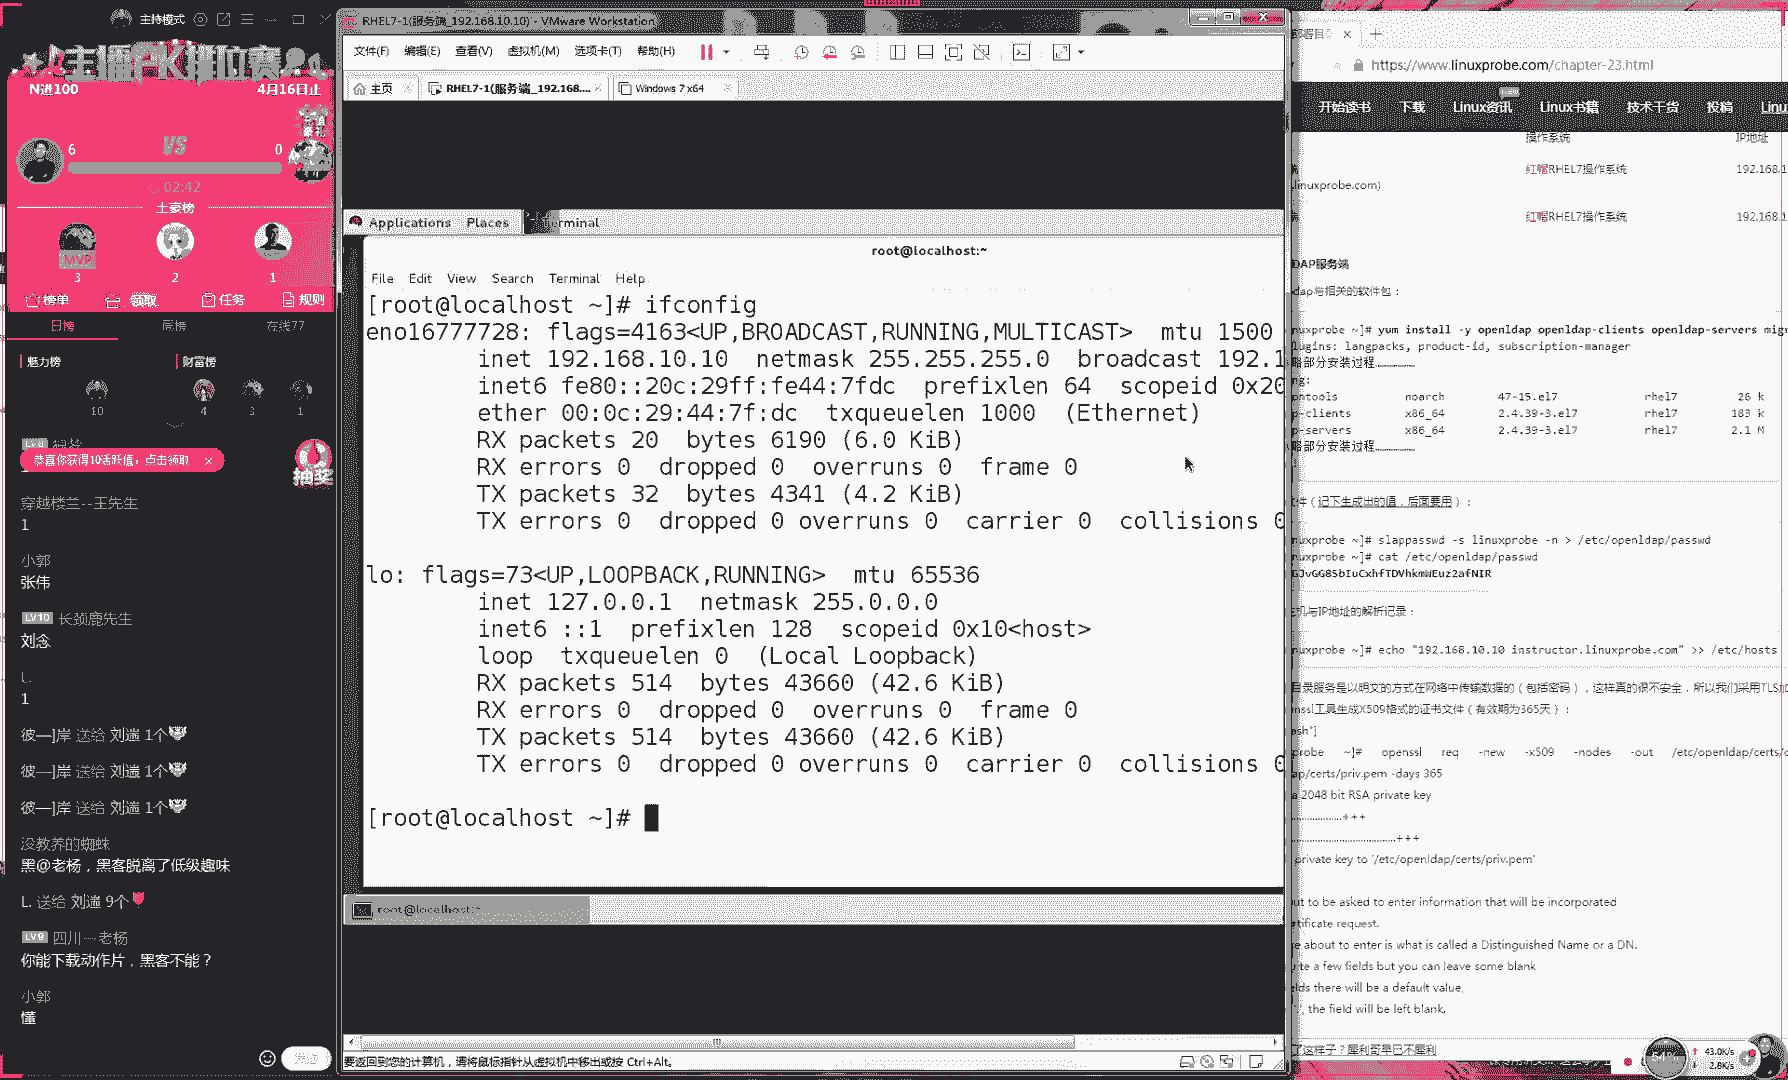 主持模式
主播PK排位赛
N进100
4月16日止
6
VS
0
02:42
土豪榜
MVP
3
2
1
榜单
领取
任务
规则
日榜
周榜
在线77
魅力榜
财富榜
10
4
3
1
恭喜你获得10活跃值，点击领取
抽奖
穿越楼兰--王先生
1
小郭
张伟
LV10 长颈鹿先生
刘念
L.
1
彼—]岸 送给 刘遄 1个
彼—]岸 送给 刘遄 1个
彼—]岸 送给 刘遄 1个
没教养的蜘蛛
黑@老杨，黑客脱离了低级趣味
L. 送给 刘遄 9个
LV9 四川—老杨
你能下载动作片，黑客不能？
小郭
懂
发送
RHEL7-1(服务端_192.168.10.10) - VMware Workstation
文件(F) 编辑(E) 查看(V) 虚拟机(M) 选项卡(T) 帮助(H)
主页
RHEL7-1(服务端_192.168....
Windows 7 x64
Applications Places Terminal
root@localhost:~
File Edit View Search Terminal Help
[root@localhost ~]# ifconfig
eno16777728: flags=4163<UP,BROADCAST,RUNNING,MULTICAST> mtu 1500
inet 192.168.10.10 netmask 255.255.255.0 broadcast 192.1
inet6 fe80::20c:29ff:fe44:7fdc prefixlen 64 scopeid 0x20
ether 00:0c:29:44:7f:dc txqueuelen 1000 (Ethernet)
RX packets 20 bytes 6190 (6.0 KiB)
RX errors 0 dropped 0 overruns 0 frame 0
TX packets 32 bytes 4341 (4.2 KiB)
TX errors 0 dropped 0 overruns 0 carrier 0 collisions 0
lo: flags=73<UP,LOOPBACK,RUNNING> mtu 65536
inet 127.0.0.1 netmask 255.0.0.0
inet6 ::1 prefixlen 128 scopeid 0x10<host>
loop txqueuelen 0 (Local Loopback)
RX packets 514 bytes 43660 (42.6 KiB)
RX errors 0 dropped 0 overruns 0 frame 0
TX packets 514 bytes 43660 (42.6 KiB)
TX errors 0 dropped 0 overruns 0 carrier 0 collisions 0
[root@localhost ~]#
root@localhost:~
要返回到您的计算机，请将鼠标指针从虚拟机中移出或按 Ctrl+Alt。
https://www.linuxprobe.com/chapter-23.html
开始读书 下载 Linux资讯 new Linux书籍 技术干货 投稿 Linu
操作系统 IP地址
红帽RHEL7操作系统 192.168.1
.linuxprobe.com)
红帽RHEL7操作系统 192.168.1
DAP服务端
dap与相关的软件包：
nuxprobe ~]# yum install -y openldap openldap-clients openldap-servers migr
lugins: langpacks, product-id, subscription-manager
略部分安装过程………………
ng:
ontools noarch 47-15.el7 rhel7 26 k
p-clients x86_64 2.4.39-3.el7 rhel7 183 k
p-servers x86_64 2.4.39-3.el7 rhel7 2.1 M
略部分安装过程………………
文件（记下生成出的值，后面要用）：
nuxprobe ~]# slappasswd -s linuxprobe -n > /etc/openldap/passwd
nuxprobe ~]# cat /etc/openldap/passwd
GJvGG85bIuCxhfTDVhkmWEuz2afNIR
主机与IP地址的解析记录：
nuxprobe ~]# echo "192.168.10.10 instructor.linuxprobe.com" >> /etc/hosts
目录服务是以明文的方式在网络中传输数据的（包括密码），这样真的很不安全，所以我们采用TLS加
nssl工具生成X509格式的证书文件（有效期为365天）：
ash"]
probe ~]# openssl req -new -x509 -nodes -out /etc/openldap/certs/c
ap/certs/priv.pem -days 365
a 2048 bit RSA private key
private key to '/etc/openldap/certs/priv.pem'
ut to be asked to enter information that will be incorporated
rtificate request.
re about to enter is what is called a Distinguished Name or a DN.
uite a few fields but you can leave some blank
elds there will be a default value,
'.', the field will be left blank.
了这样子？犀利哥早已不犀利
54%
43.0K/s
2.8K/s